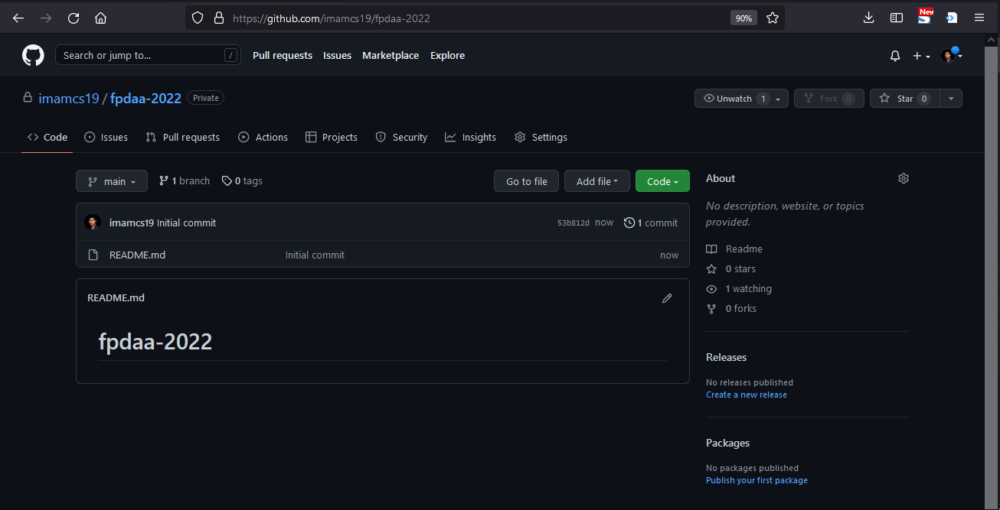 https://github.com/imamcs19/fpdaa-2022 90% New
Search or jump to... / Pull requests Issues Marketplace Explore
imamcs19 / fpdaa-2022 Private Unwatch 1 Fork 0 Star 0
Code Issues Pull requests Actions Projects Security Insights Settings
main 1 branch 0 tags Go to file Add file Code
imamcs19 Initial commit 53b812d now 1 commit
README.md Initial commit now
README.md
fpdaa-2022
About
No description, website, or topics
provided.
Readme
0 stars
1 watching
0 forks
Releases
No releases published
Create a new release
Packages
No packages published
Publish your first package